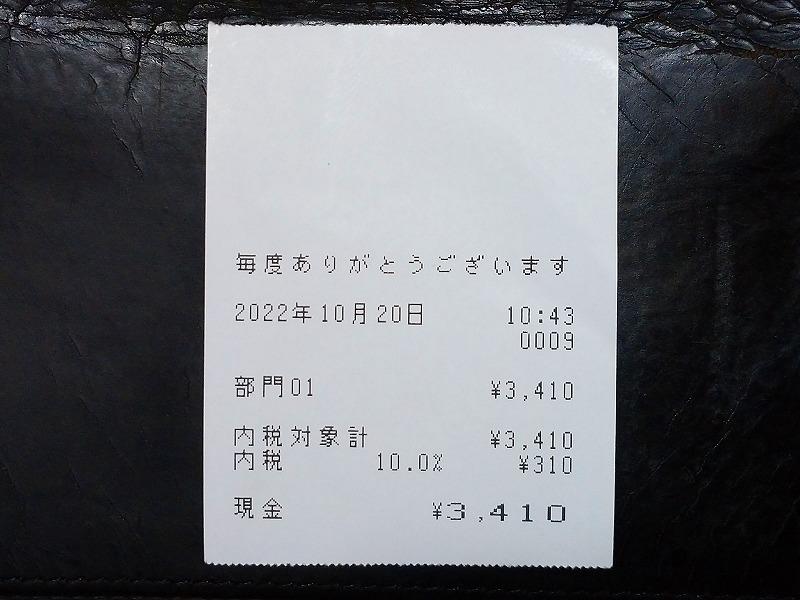 毎度ありがとうございます
2022年10月20日 10:43
0009
部門01 ¥3,410
内税対象計 ¥3,410
内税 10.0% ¥310
現金 ¥3,410